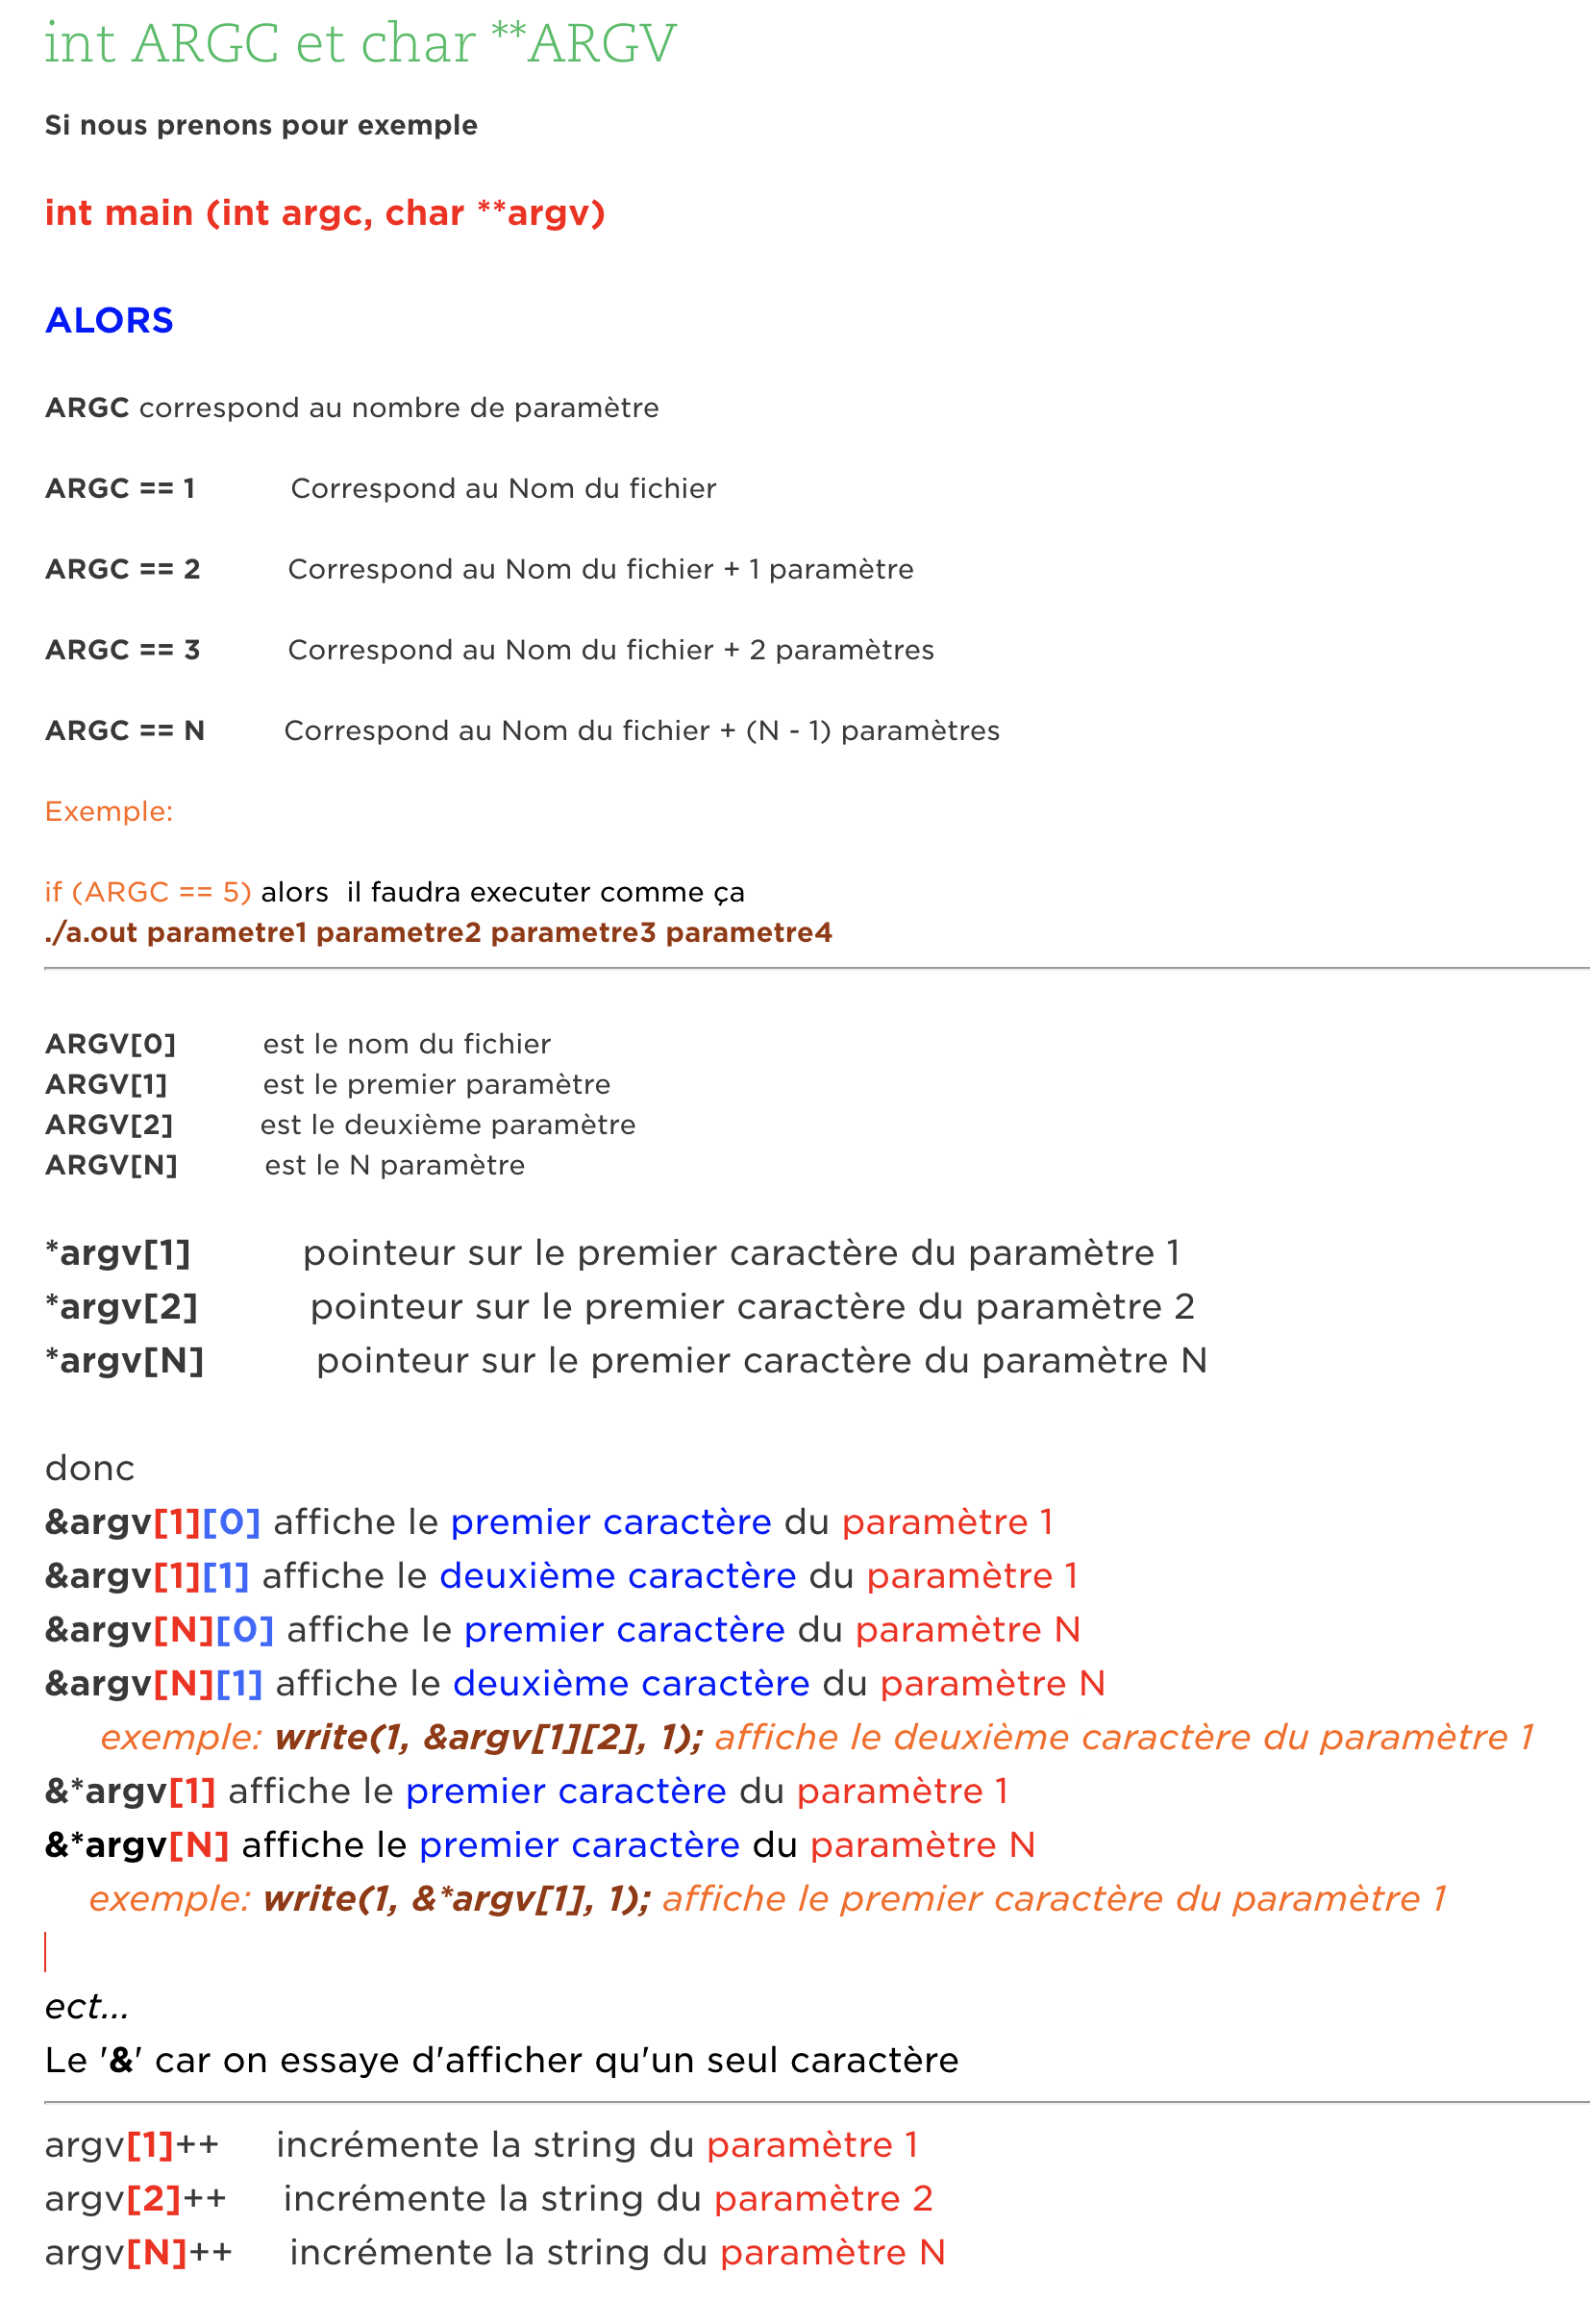 int ARGC et char **ARGV
Si nous prenons pour exemple
int main (int argc, char **argv)
ALORS
ARGC correspond au nombre de paramètre
ARGC == 1 Correspond au Nom du fichier
ARGC == 2 Correspond au Nom du fichier + 1 paramètre
ARGC == 3 Correspond au Nom du fichier + 2 paramètres
ARGC == N Correspond au Nom du fichier + (N - 1) paramètres
Exemple:
if (ARGC == 5) alors il faudra executer comme ça
./a.out parametre1 parametre2 parametre3 parametre4
ARGV[0] est le nom du fichier
ARGV[1] est le premier paramètre
ARGV[2] est le deuxième paramètre
ARGV[N] est le N paramètre
*argv[1] pointeur sur le premier caractère du paramètre 1
*argv[2] pointeur sur le premier caractère du paramètre 2
*argv[N] pointeur sur le premier caractère du paramètre N
donc
&argv[1][0] affiche le premier caractère du paramètre 1
&argv[1][1] affiche le deuxième caractère du paramètre 1
&argv[N][0] affiche le premier caractère du paramètre N
&argv[N][1] affiche le deuxième caractère du paramètre N
exemple: write(1, &argv[1][2], 1); affiche le deuxième caractère du paramètre 1
&*argv[1] affiche le premier caractère du paramètre 1
&*argv[N] affiche le premier caractère du paramètre N
exemple: write(1, &*argv[1], 1); affiche le premier caractère du paramètre 1
ect...
Le '&' car on essaye d'afficher qu'un seul caractère
argv[1]++ incrémente la string du paramètre 1
argv[2]++ incrémente la string du paramètre 2
argv[N]++ incrémente la string du paramètre N